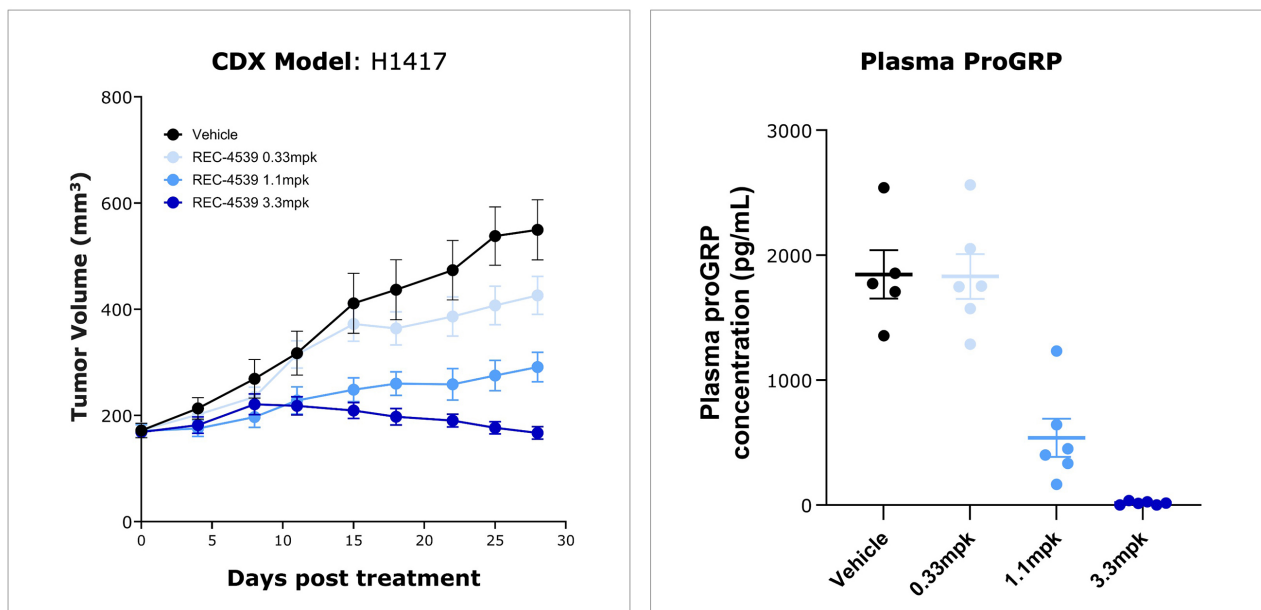 CDX Model: H1417
800
600
400
200
0
Tumor Volume (mm³)
Vehicle
REC-4539 0.33mpk
REC-4539 1.1mpk
REC-4539 3.3mpk
0 5 10 15 20 25 30
Days post treatment
Plasma ProGRP
3000
2000
1000
0
Plasma proGRP
concentration (pg/mL)
Vehicle
0.33mpk
1.1mpk
3.3mpk